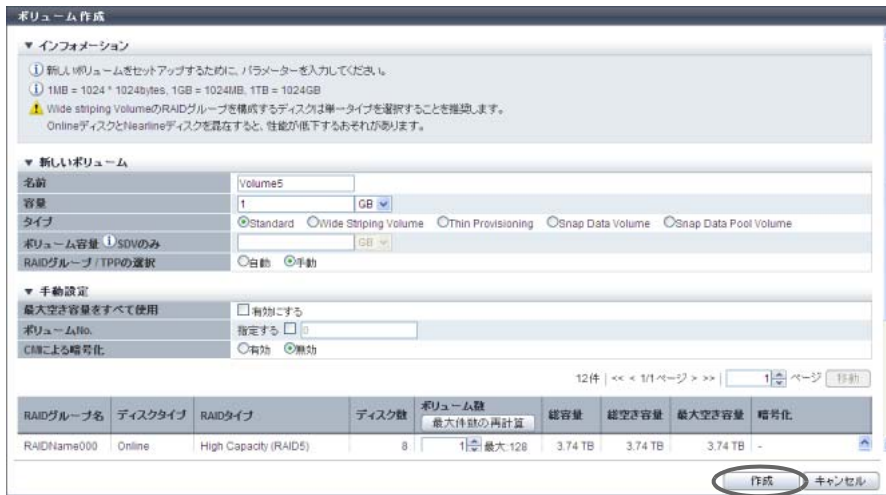 ボリューム作成
▼ インフォメーション
新しいボリュームをセットアップするために、パラメーターを入力してください。
1MB = 1024 * 1024bytes, 1GB = 1024MB, 1TB = 1024GB
Wide striping VolumeのRAIDグループを構成するディスクは単一タイプを選択することを推奨します。
OnlineディスクとNearlineディスクを混在すると、性能が低下するおそれがあります。
▼ 新しいボリューム
名前 Volume5
容量 1 GB
タイプ Standard Wide Striping Volume Thin Provisioning Snap Data Volume Snap Data Pool Volume
ボリューム容量 SDVのみ GB
RAIDグループ/TPPの選択 自動 手動
▼ 手動設定
最大空き容量をすべて使用 有効にする
ボリュームNo. 指定する 0
CMによる暗号化 有効 無効
12件 | << < 1/1ページ > >> | 1 ページ 移動
RAIDグループ名 ディスクタイプ RAIDタイプ ディスク数 ボリューム数 最大件数の再計算 総容量 総空き容量 最大空き容量 暗号化
RAIDName000 Online High Capacity (RAID5) 8 1 最大:128 3.74 TB 3.74 TB 3.74 TB -
作成 キャンセル